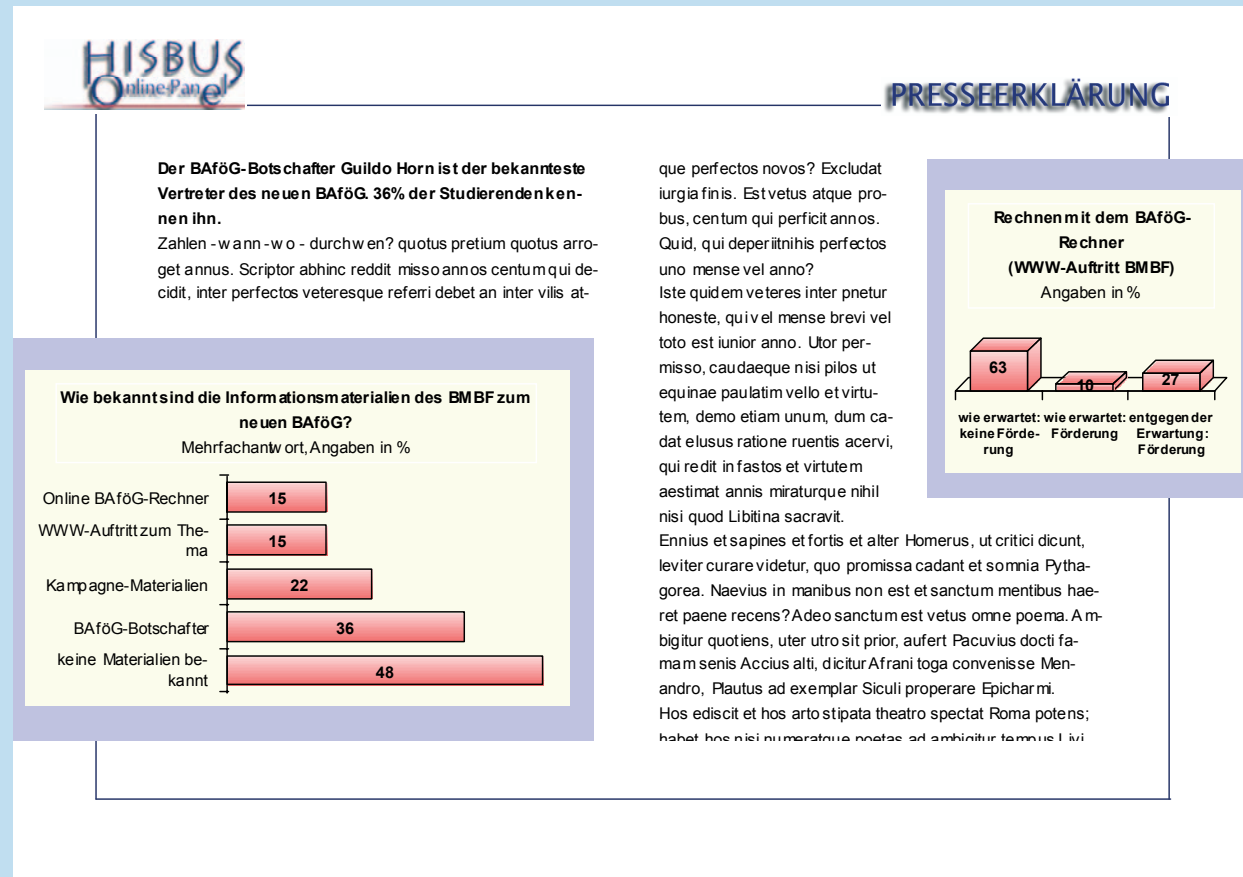 HISBUS
Online-Panel
PRESSEERKLÄRUNG
Der BAföG-Botschafter Guildo Horn ist der bekannteste
Vertreter des neuen BAföG. 36% der Studierenden ken-
nen ihn.
Zahlen - wann - wo - durch wen? quotus pretium quotus arro-
get annus. Scriptor abhinc reddit misso annos centum qui de-
cidit, inter perfectos veteresque referri debet an inter vilis at-
Wie bekannt sind die Informationsmaterialien des BMBF zum
neuen BAföG?
Mehrfachantwort, Angaben in %
Online BAföG-Rechner
15
WWW-Auftritt zum The-
ma
15
Kampagne-Materialien
22
BAföG-Botschafter
36
keine Materialien be-
kannt
48
que perfectos novos? Excludat
iurgia finis. Est vetus atque pro-
bus, centum qui perficit annos.
Quid, qui deperiit nihis perfectos
uno mense vel anno?
Iste quidem veteres inter pnetur
honeste, qui vel mense brevi vel
toto est iunior anno. Utor per-
misso, caudaeque nisi pilos ut
equinae paulatim vello et virtu-
tem, demo etiam unum, dum ca-
dat elusus ratione ruentis acervi,
qui redit in fastos et virtutem
aestimat annis miraturque nihil
nisi quod Libitina sacravit.
Ennius et sapines et fortis et alter Homerus, ut critici dicunt,
leviter curare videtur, quo promissa cadant et somnia Pytha-
gorea. Naevius in manibus non est et sanctum mentibus hae-
ret paene recens? Adeo sanctum est vetus omne poema. Am-
bigitur quotiens, uter utro sit prior, aufert Pacuvius docti fa-
mam senis Accius alti, dicitur Afrani toga convenisse Men-
andro, Plautus ad exemplar Siculi properare Epicharmi.
Hos ediscit et hos arto stipata theatro spectat Roma potens;
habet hos nisi numeratque poetas ad ambigitur tempus Livi
Rechnen mit dem BAföG-
Rechner
(WWW-Auftritt BMBF)
Angaben in %
63
10
27
wie erwartet:
keine Förde-
rung
wie erwartet:
Förderung
entgegen der
Erwartung:
Förderung